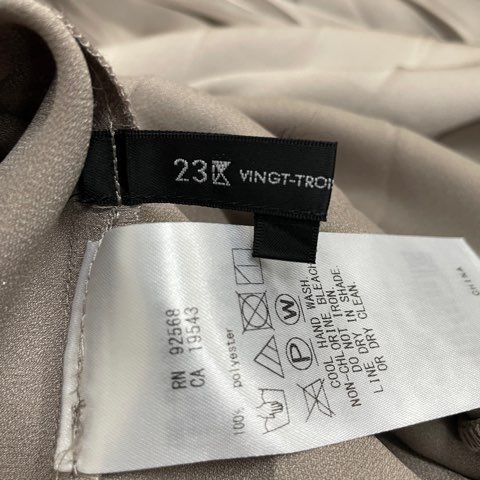 23区 VINGT-TROI
RN 92568
CA 19543
100% polyester
P W
COOL HAND WASH.
NON-CHLORINE BLEACH
DO NOT IRON.
LINE DRY IN SHADE
DRY CLEAN.
CHINA